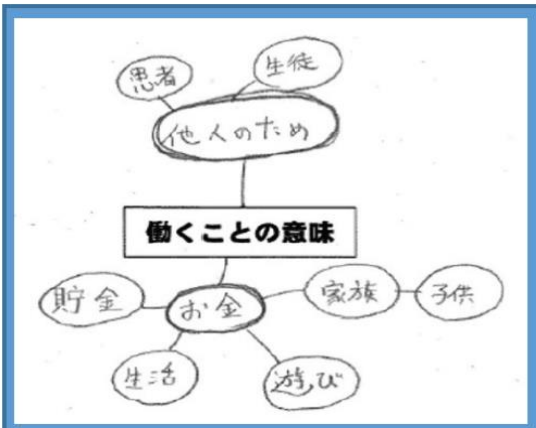 患者
生徒
他人のため
働くことの意味
貯金
お金
家族
子供
生活
遊び